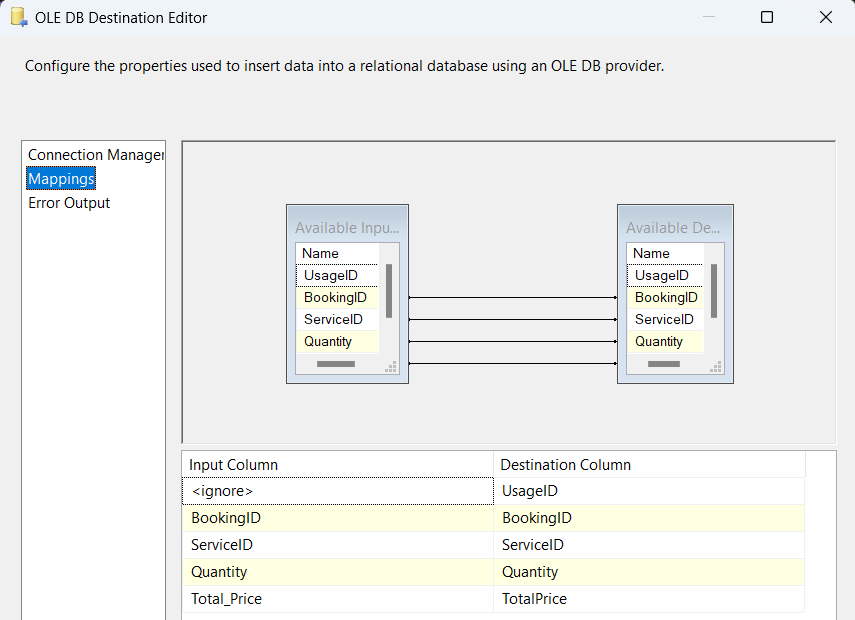 OLE DB Destination Editor
Configure the properties used to insert data into a relational database using an OLE DB provider.
Connection Manager
Mappings
Error Output
Available Inpu...
Name
UsageID
BookingID
ServiceID
Quantity
Available De...
Name
UsageID
BookingID
ServiceID
Quantity
Input Column Destination Column
<ignore> UsageID
BookingID BookingID
ServiceID ServiceID
Quantity Quantity
Total_Price TotalPrice